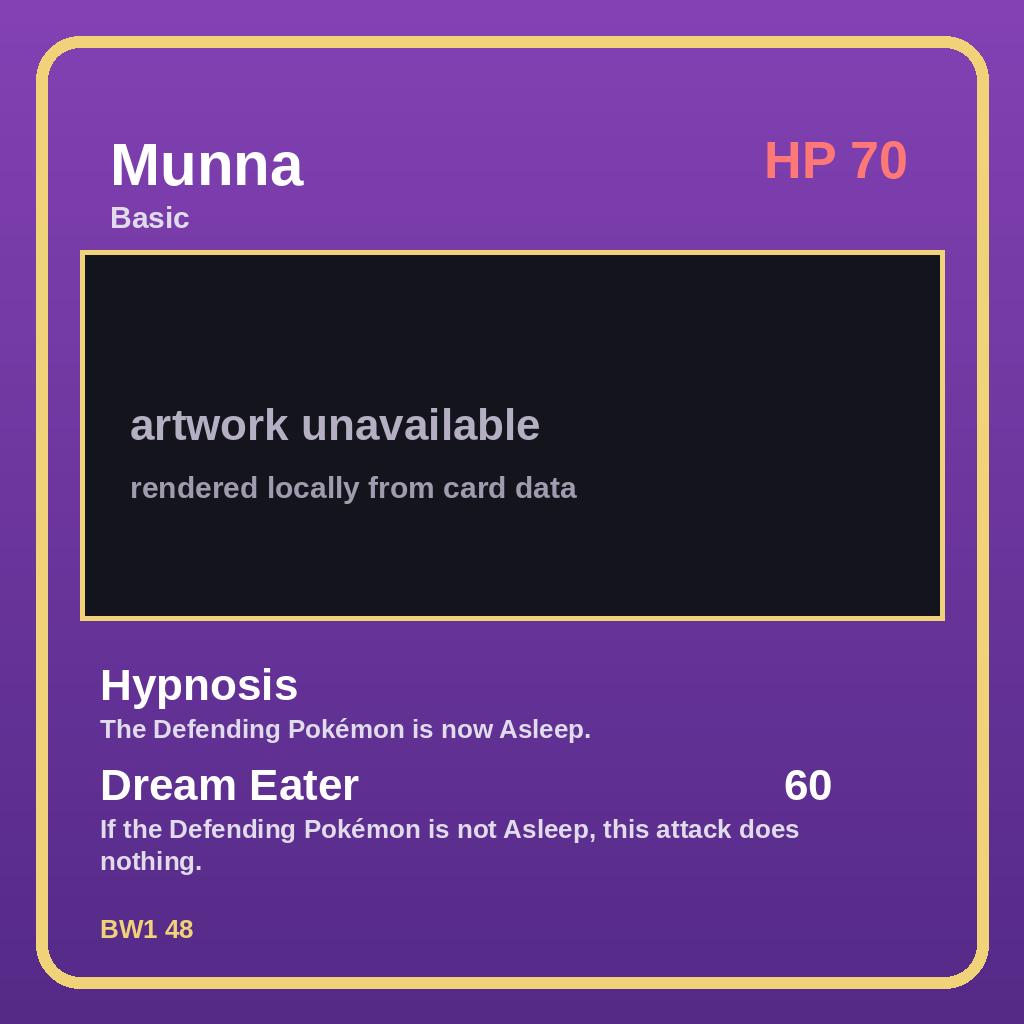 Munna
HP 70
Basic
artwork unavailable
rendered locally from card data
Hypnosis
The Defending Pokémon is now Asleep.
Dream Eater
60
If the Defending Pokémon is not Asleep, this attack does
nothing.
BW1 48